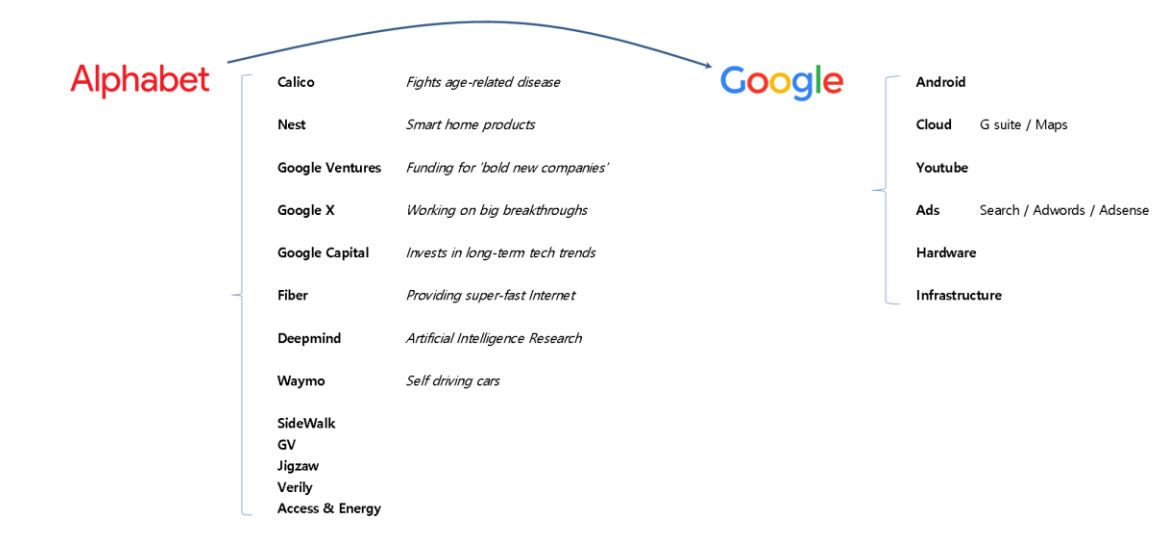 Alphabet
Calico Fights age-related disease
Nest Smart home products
Google Ventures Funding for 'bold new companies'
Google X Working on big breakthroughs
Google Capital Invests in long-term tech trends
Fiber Providing super-fast Internet
Deepmind Artificial Intelligence Research
Waymo Self driving cars
SideWalk
GV
Jigzaw
Verily
Access & Energy
Google
Android
Cloud G suite / Maps
Youtube
Ads Search / Adwords / Adsense
Hardware
Infrastructure